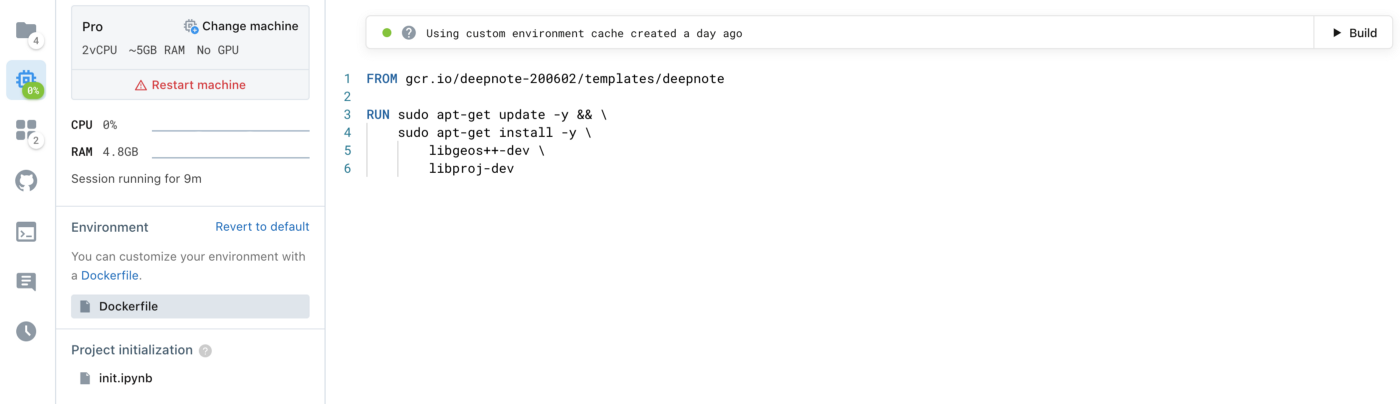 4
0%
2
Pro
Change machine
2vCPU ~5GB RAM No GPU
Restart machine
CPU 0%
RAM 4.8GB
Session running for 9m
Environment
Revert to default
You can customize your environment with
a Dockerfile.
Dockerfile
Project initialization ?
init.ipynb
? Using custom environment cache created a day ago
Build
1 FROM gcr.io/deepnote-200602/templates/deepnote
2
3 RUN sudo apt-get update -y && \
4 sudo apt-get install -y \
5 libgeos++-dev \
6 libproj-dev